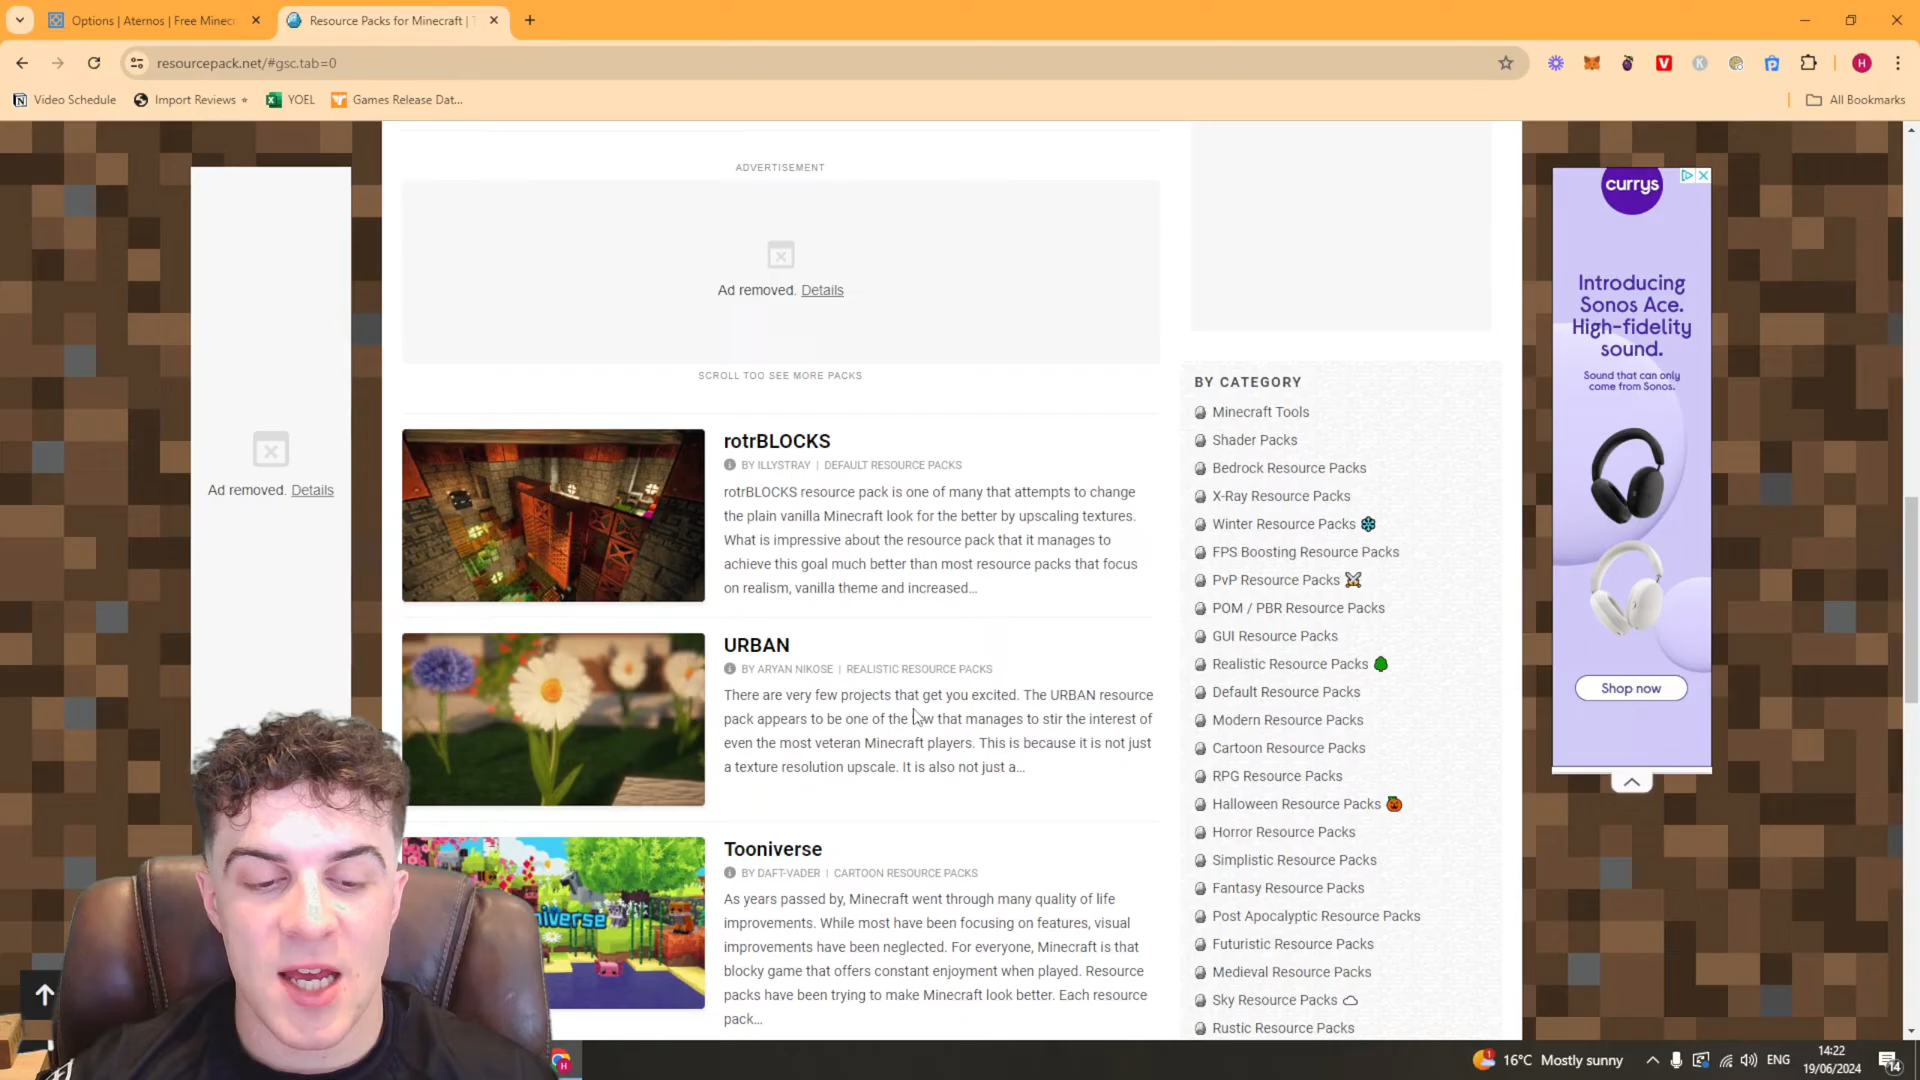 Options | Aternos | Free Minec
Resource Packs for Minecraft | T
resourcepack.net/#gsc.tab=0
H
Video Schedule
Import Reviews
YOEL
Games Release Dat...
All Bookmarks
ADVERTISEMENT
Ad removed. Details
SCROLL TOO SEE MORE PACKS
Ad removed. Details
rotrBLOCKS
BY ILLYSTRAY | DEFAULT RESOURCE PACKS
rotrBLOCKS resource pack is one of many that attempts to change
the plain vanilla Minecraft look for the better by upscaling textures.
What is impressive about the resource pack that it manages to
achieve this goal much better than most resource packs that focus
on realism, vanilla theme and increased...
URBAN
BY ARYAN NIKOSE | REALISTIC RESOURCE PACKS
There are very few projects that get you excited. The URBAN resource
pack appears to be one of the few that manages to stir the interest of
even the most veteran Minecraft players. This is because it is not just
a texture resolution upscale. It is also not just a...
niverse
Tooniverse
BY DAFT-VADER | CARTOON RESOURCE PACKS
As years passed by, Minecraft went through many quality of life
improvements. While most have been focusing on features, visual
improvements have been neglected. For everyone, Minecraft is that
blocky game that offers constant enjoyment when played. Resource
packs have been trying to make Minecraft look better. Each resource
pack...
BY CATEGORY
Minecraft Tools
Shader Packs
Bedrock Resource Packs
X-Ray Resource Packs
Winter Resource Packs
FPS Boosting Resource Packs
PvP Resource Packs
POM / PBR Resource Packs
GUI Resource Packs
Realistic Resource Packs
Default Resource Packs
Modern Resource Packs
Cartoon Resource Packs
RPG Resource Packs
Halloween Resource Packs
Horror Resource Packs
Simplistic Resource Packs
Fantasy Resource Packs
Post Apocalyptic Resource Packs
Futuristic Resource Packs
Medieval Resource Packs
Sky Resource Packs
Rustic Resource Packs
currys
Introducing
Sonos Ace.
High-fidelity
sound.
Sound that can only
come from Sonos.
Shop now
16°C Mostly sunny
ENG
14:22
19/06/2024
14